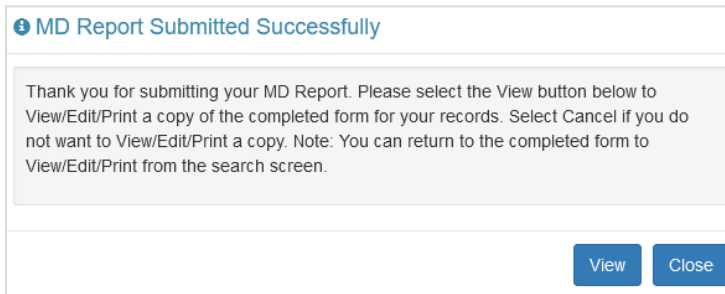 MD Report Submitted Successfully
Thank you for submitting your MD Report. Please select the View button below to
View/Edit/Print a copy of the completed form for your records. Select Cancel if you do
not want to View/Edit/Print a copy. Note: You can return to the completed form to
View/Edit/Print from the search screen.
View Close